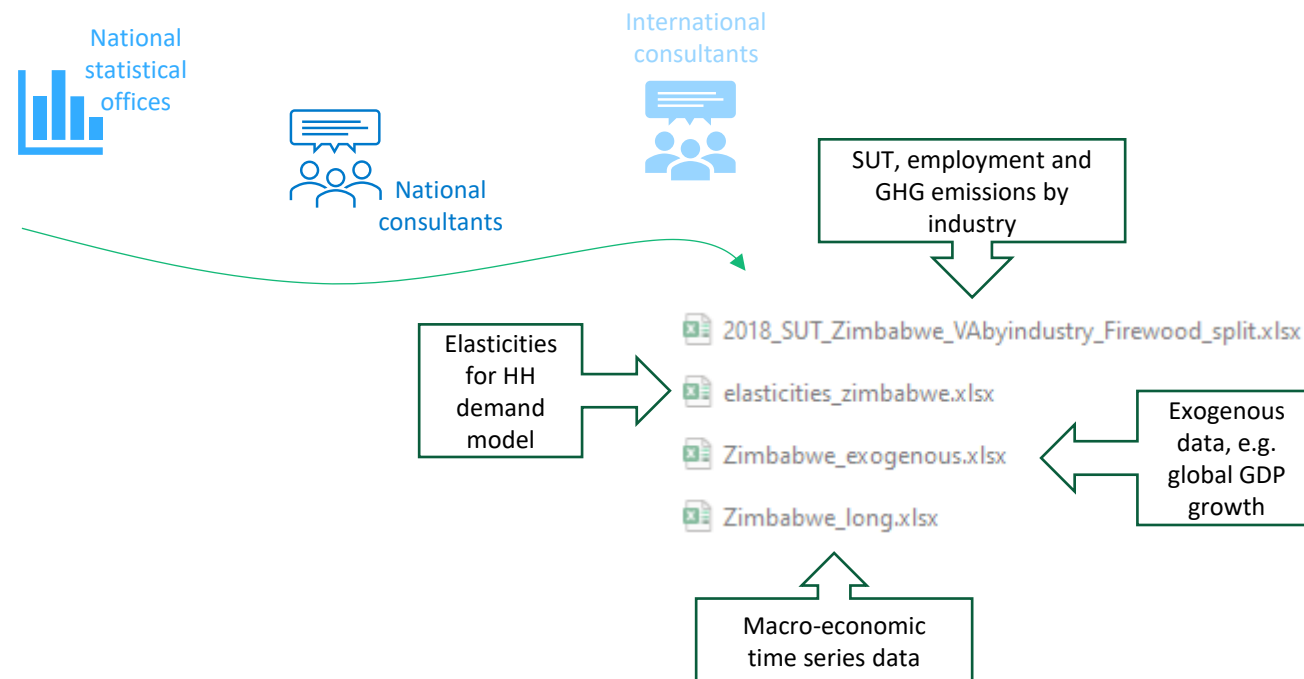 National
statistical
offices
National
consultants
International
consultants
SUT, employment and
GHG emissions by
industry
2018_SUT_Zimbabwe_VAbyindustry_Firewood_split.xlsx
Elasticities
for HH
demand
model
elasticities_zimbabwe.xlsx
Zimbabwe_exogenous.xlsx
Exogenous
data, e.g.
global GDP
growth
Zimbabwe_long.xlsx
Macro-economic
time series data